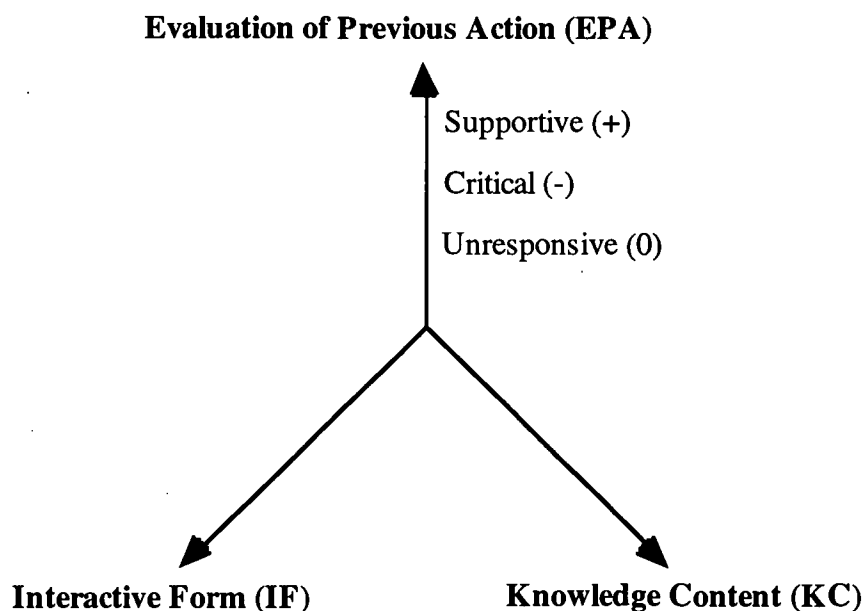 Evaluation of Previous Action (EPA)
Supportive (+)
Critical (-)
Unresponsive (0)
Interactive Form (IF)
Knowledge Content (KC)